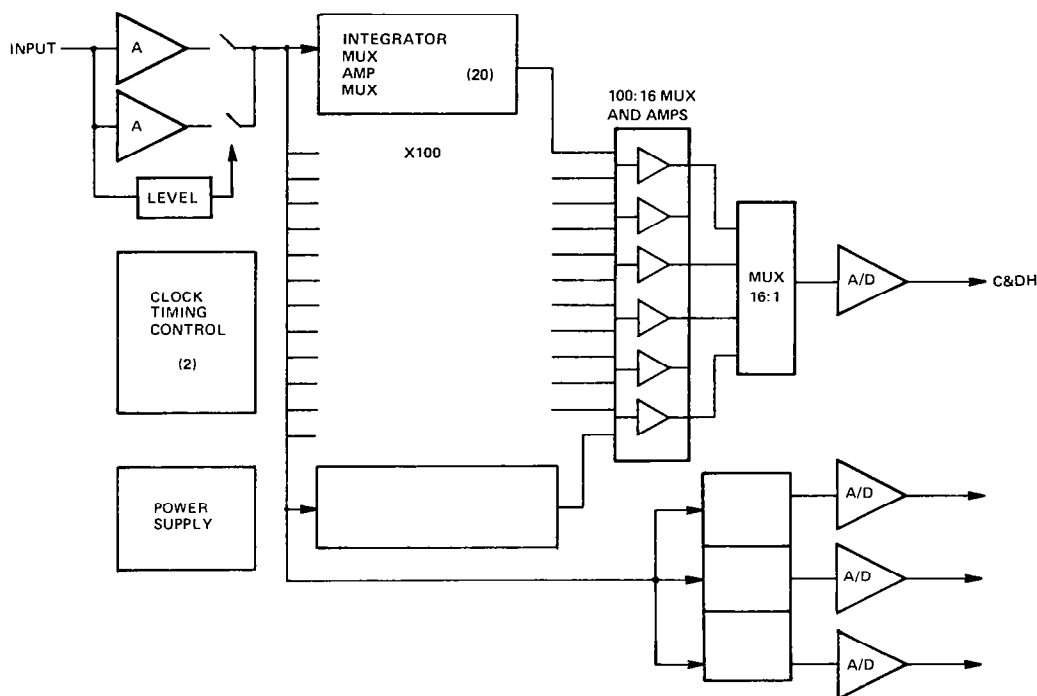 INPUT
A
A
LEVEL
INTEGRATOR
MUX
AMP
MUX
(20)
X100
100:16 MUX
AND AMPS
MUX
16:1
A/D
C&DH
CLOCK
TIMING
CONTROL
(2)
POWER
SUPPLY
A/D
A/D
A/D